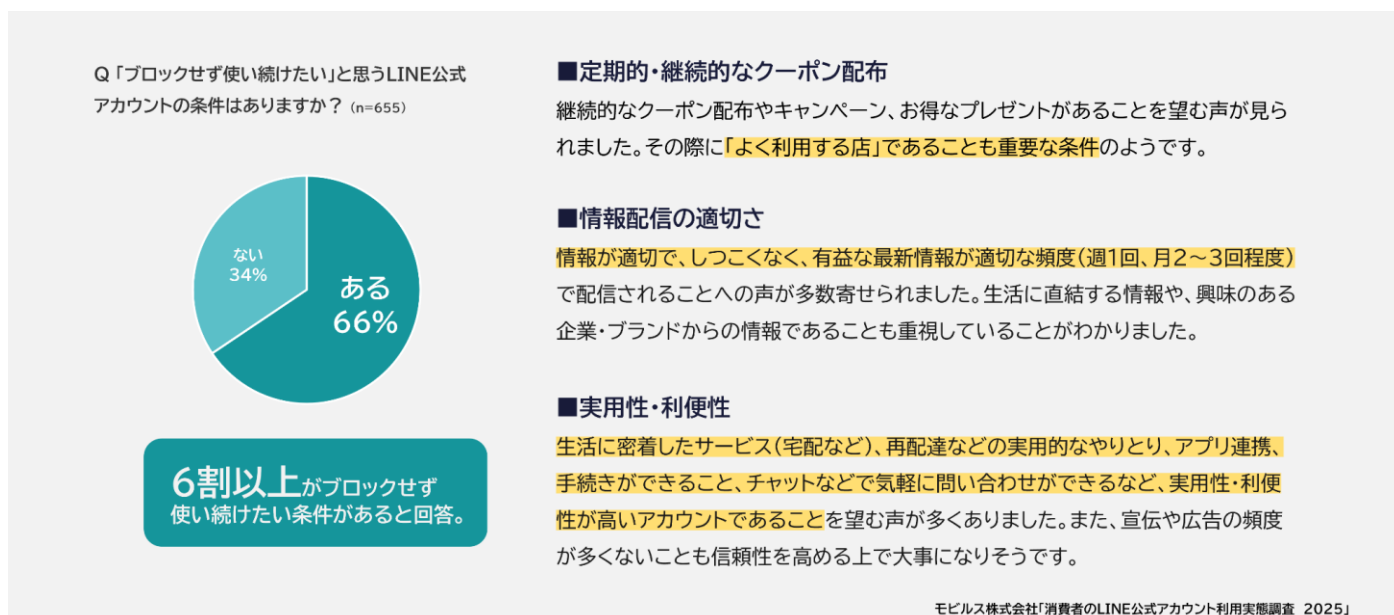 Q 「ブロックせず使い続けたい」と思うLINE公式
アカウントの条件はありますか？ (n=655)
ない
34%
ある
66%
6割以上がブロックせず
使い続けたい条件があると回答。
■定期的・継続的なクーポン配布
継続的なクーポン配布やキャンペーン、お得なプレゼントがあることを望む声が見ら
れました。その際に「よく利用する店」であることも重要な条件のようです。
■情報配信の適切さ
情報が適切で、しつこくなく、有益な最新情報が適切な頻度（週1回、月2～3回程度）
で配信されることへの声が多数寄せられました。生活に直結する情報や、興味のある
企業・ブランドからの情報であることも重視していることがわかりました。
■実用性・利便性
生活に密着したサービス（宅配など）、再配達などの実用的なやりとり、アプリ連携、
手続きができること、チャットなどで気軽に問い合わせができるなど、実用性・利便
性が高いアカウントであることを望む声が多くありました。また、宣伝や広告の頻度
が多くないことも信頼性を高める上で大事になりそうです。
モビルス株式会社「消費者のLINE公式アカウント利用実態調査 2025」